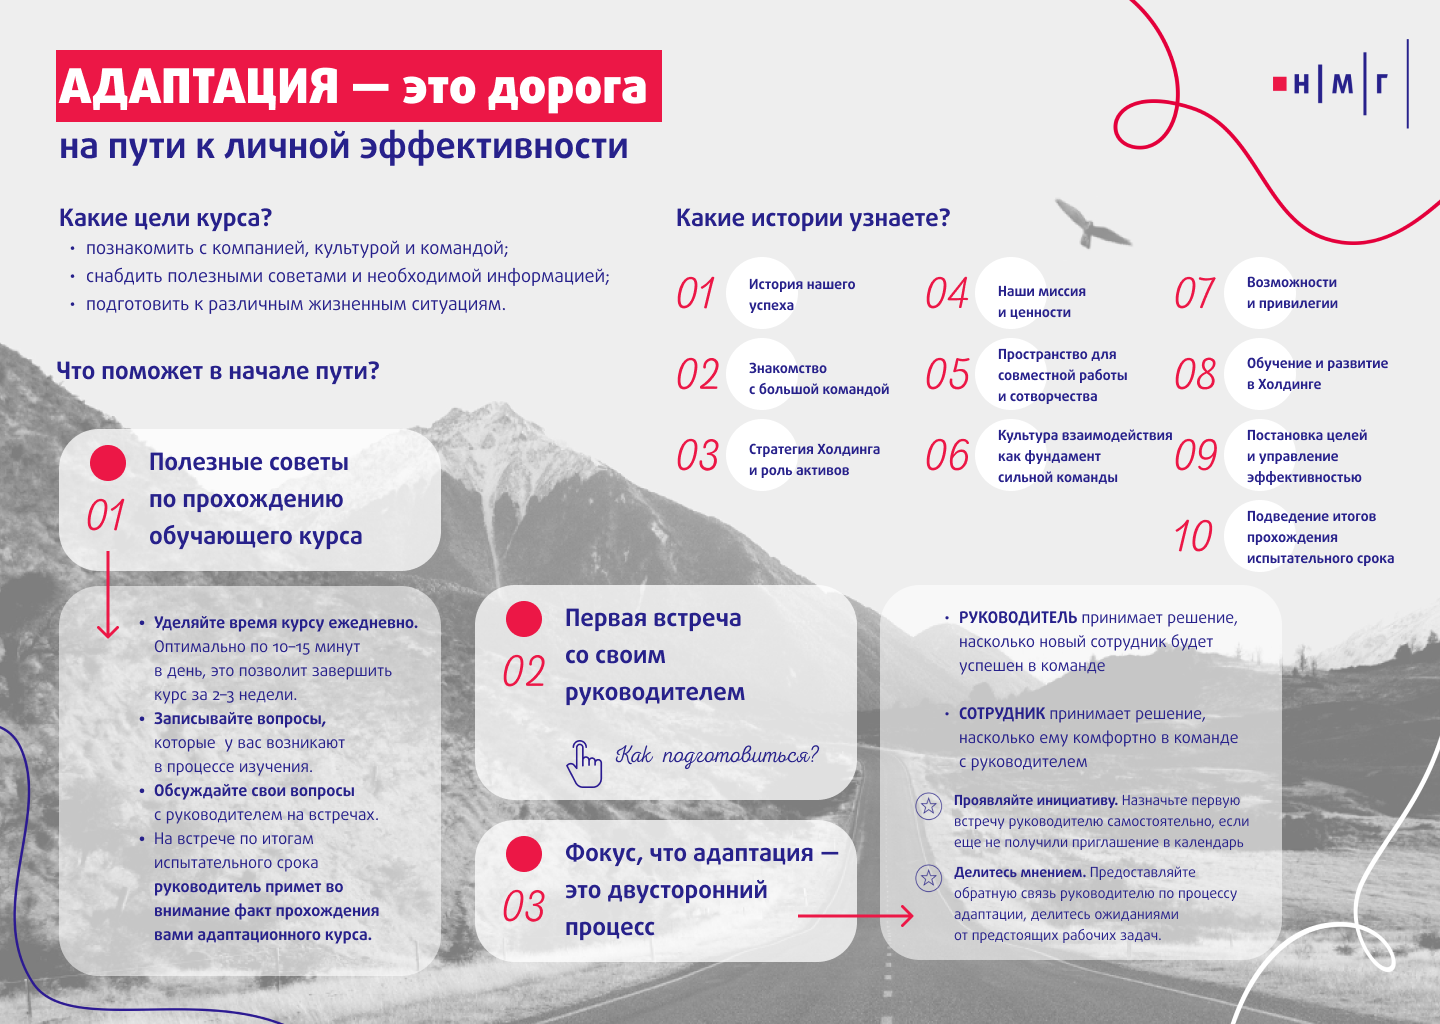 АДАПТАЦИЯ — это дорога
на пути к личной эффективности
Н М Г
Какие цели курса?
• познакомить с компанией, культурой и командой;
• снабдить полезными советами и необходимой информацией;
• подготовить к различным жизненным ситуациям.
Какие истории узнаете?
01
История нашего
успеха
02
Знакомство
с большой командой
03
Стратегия Холдинга
и роль активов
04
Наши миссия
и ценности
05
Пространство для
совместной работы
и сотворчества
06
Культура взаимодействия
как фундамент
сильной команды
07
Возможности
и привилегии
08
Обучение и развитие
в Холдинге
09
Постановка целей
и управление
эффективностью
10
Подведение итогов
прохождения
испытательного срока
Что поможет в начале пути?
01
Полезные советы
по прохождению
обучающего курса
• Уделяйте время курсу ежедневно.
Оптимально по 10–15 минут
в день, это позволит завершить
курс за 2–3 недели.
• Записывайте вопросы,
которые у вас возникают
в процессе изучения.
• Обсуждайте свои вопросы
с руководителем на встречах.
• На встрече по итогам
испытательного срока
руководитель примет во
внимание факт прохождения
вами адаптационного курса.
02
Первая встреча
со своим
руководителем
Как подготовиться?
03
Фокус, что адаптация —
это двусторонний
процесс
• РУКОВОДИТЕЛЬ принимает решение,
насколько новый сотрудник будет
успешен в команде
• СОТРУДНИК принимает решение,
насколько ему комфортно в команде
с руководителем
Проявляйте инициативу. Назначьте первую
встречу руководителю самостоятельно, если
еще не получили приглашение в календарь
Делитесь мнением. Предоставляйте
обратную связь руководителю по процессу
адаптации, делитесь ожиданиями
от предстоящих рабочих задач.